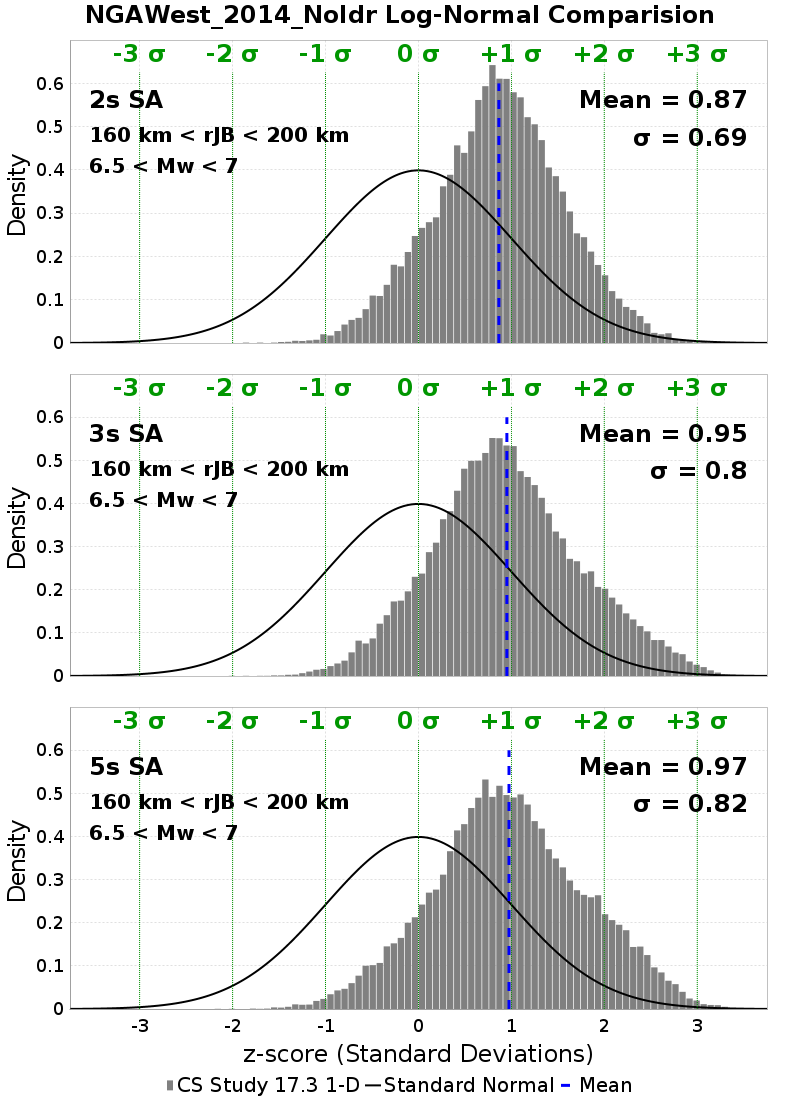 NGAWest_2014_NoIdr Log-Normal Comparision
-3 σ -2 σ -1 σ 0 σ +1 σ +2 σ +3 σ
2s SA
160 km < rJB < 200 km
6.5 < Mw < 7
Mean = 0.87
σ = 0.69
0.6
0.5
0.4
0.3
0.2
0.1
0
Density
-3 σ -2 σ -1 σ 0 σ +1 σ +2 σ +3 σ
3s SA
160 km < rJB < 200 km
6.5 < Mw < 7
Mean = 0.95
σ = 0.8
0.6
0.5
0.4
0.3
0.2
0.1
0
Density
-3 σ -2 σ -1 σ 0 σ +1 σ +2 σ +3 σ
5s SA
160 km < rJB < 200 km
6.5 < Mw < 7
Mean = 0.97
σ = 0.82
0.6
0.5
0.4
0.3
0.2
0.1
0
Density
-3 -2 -1 0 1 2 3
z-score (Standard Deviations)
CS Study 17.3 1-D Standard Normal Mean